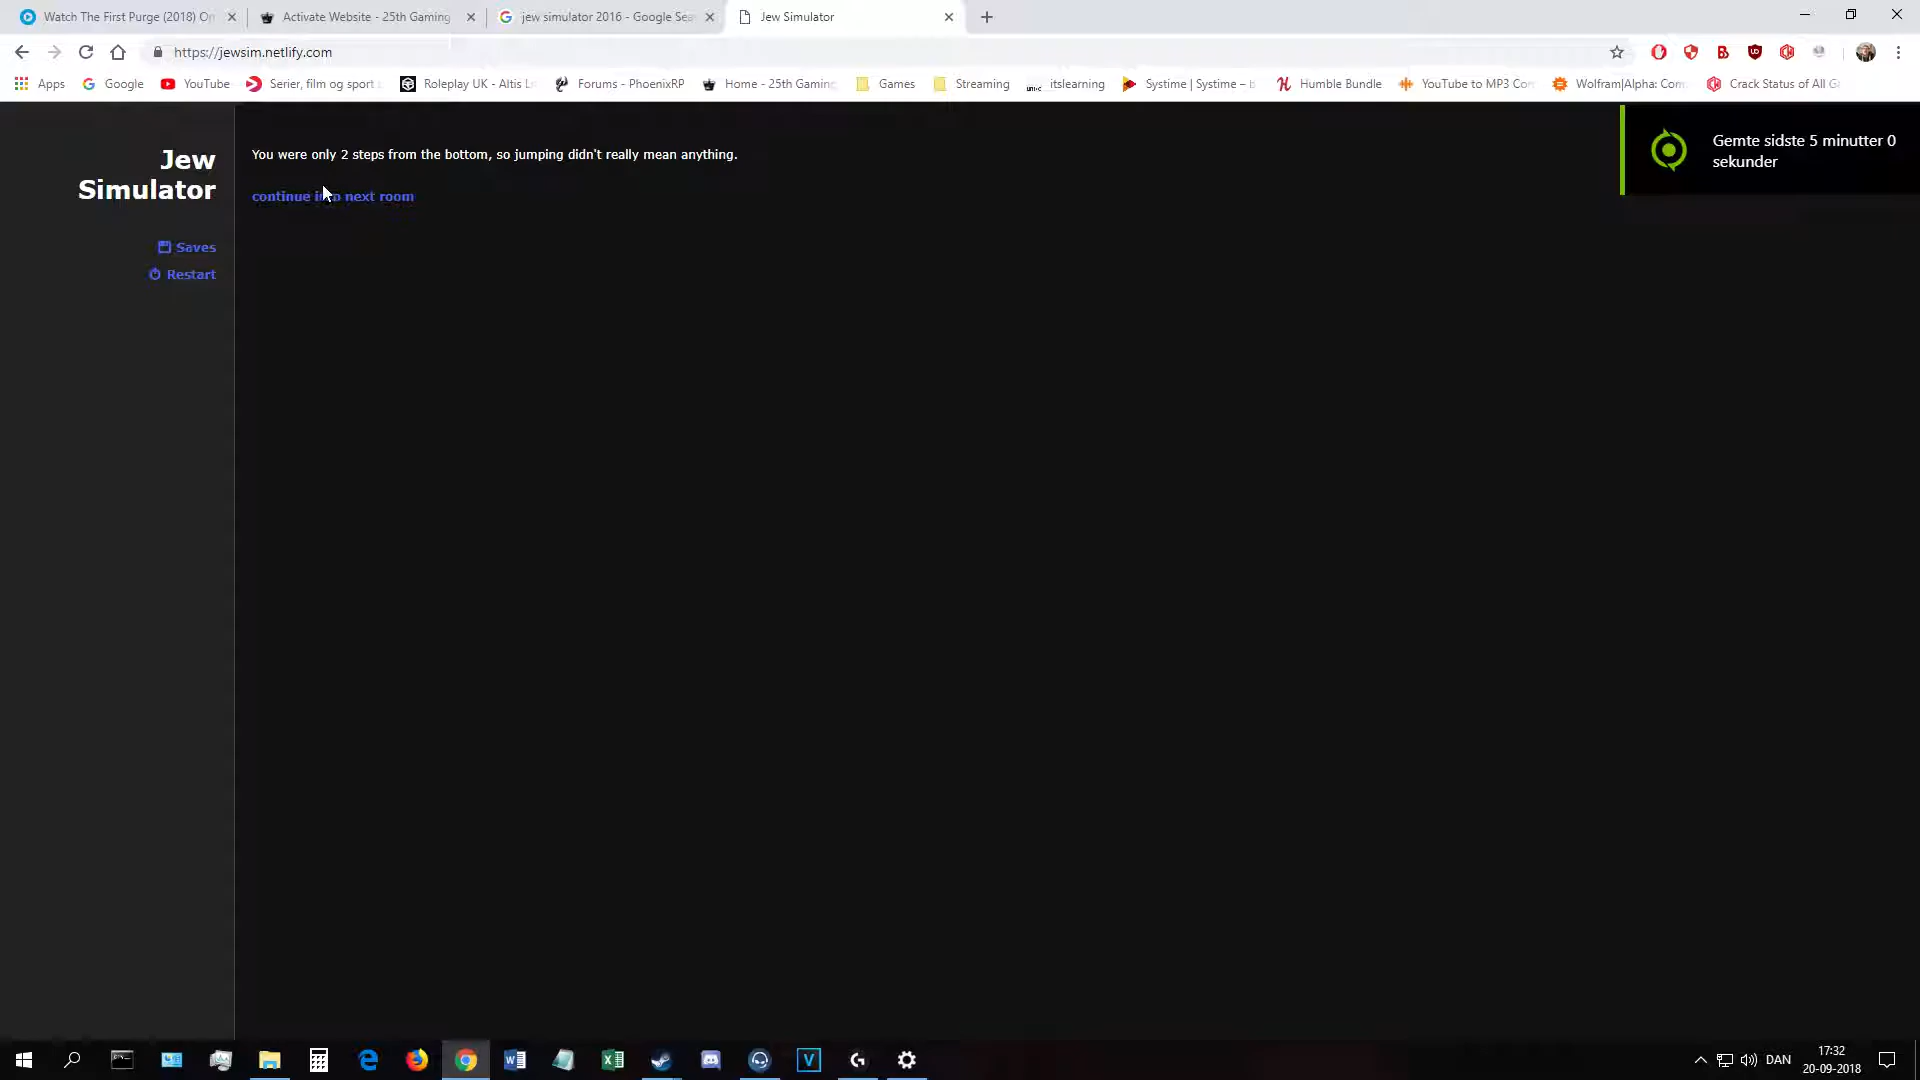 Watch The First Purge (2018) On
Activate Website - 25th Gaming
jew simulator 2016 - Google Sea
Jew Simulator
https://jewsim.netlify.com
Apps
Google
YouTube
Serier, film og sport
Roleplay UK - Altis L
Forums - PhoenixRP
Home - 25th Gaming
Games
Streaming
itslearning
Systime | Systime – b
Humble Bundle
YouTube to MP3 Con
Wolfram|Alpha: Com
Crack Status of All Ga
Jew
Simulator
Saves
Restart
You were only 2 steps from the bottom, so jumping didn't really mean anything.
continue into next room
Gemte sidste 5 minutter 0
sekunder
DAN
17:32
20-09-2018